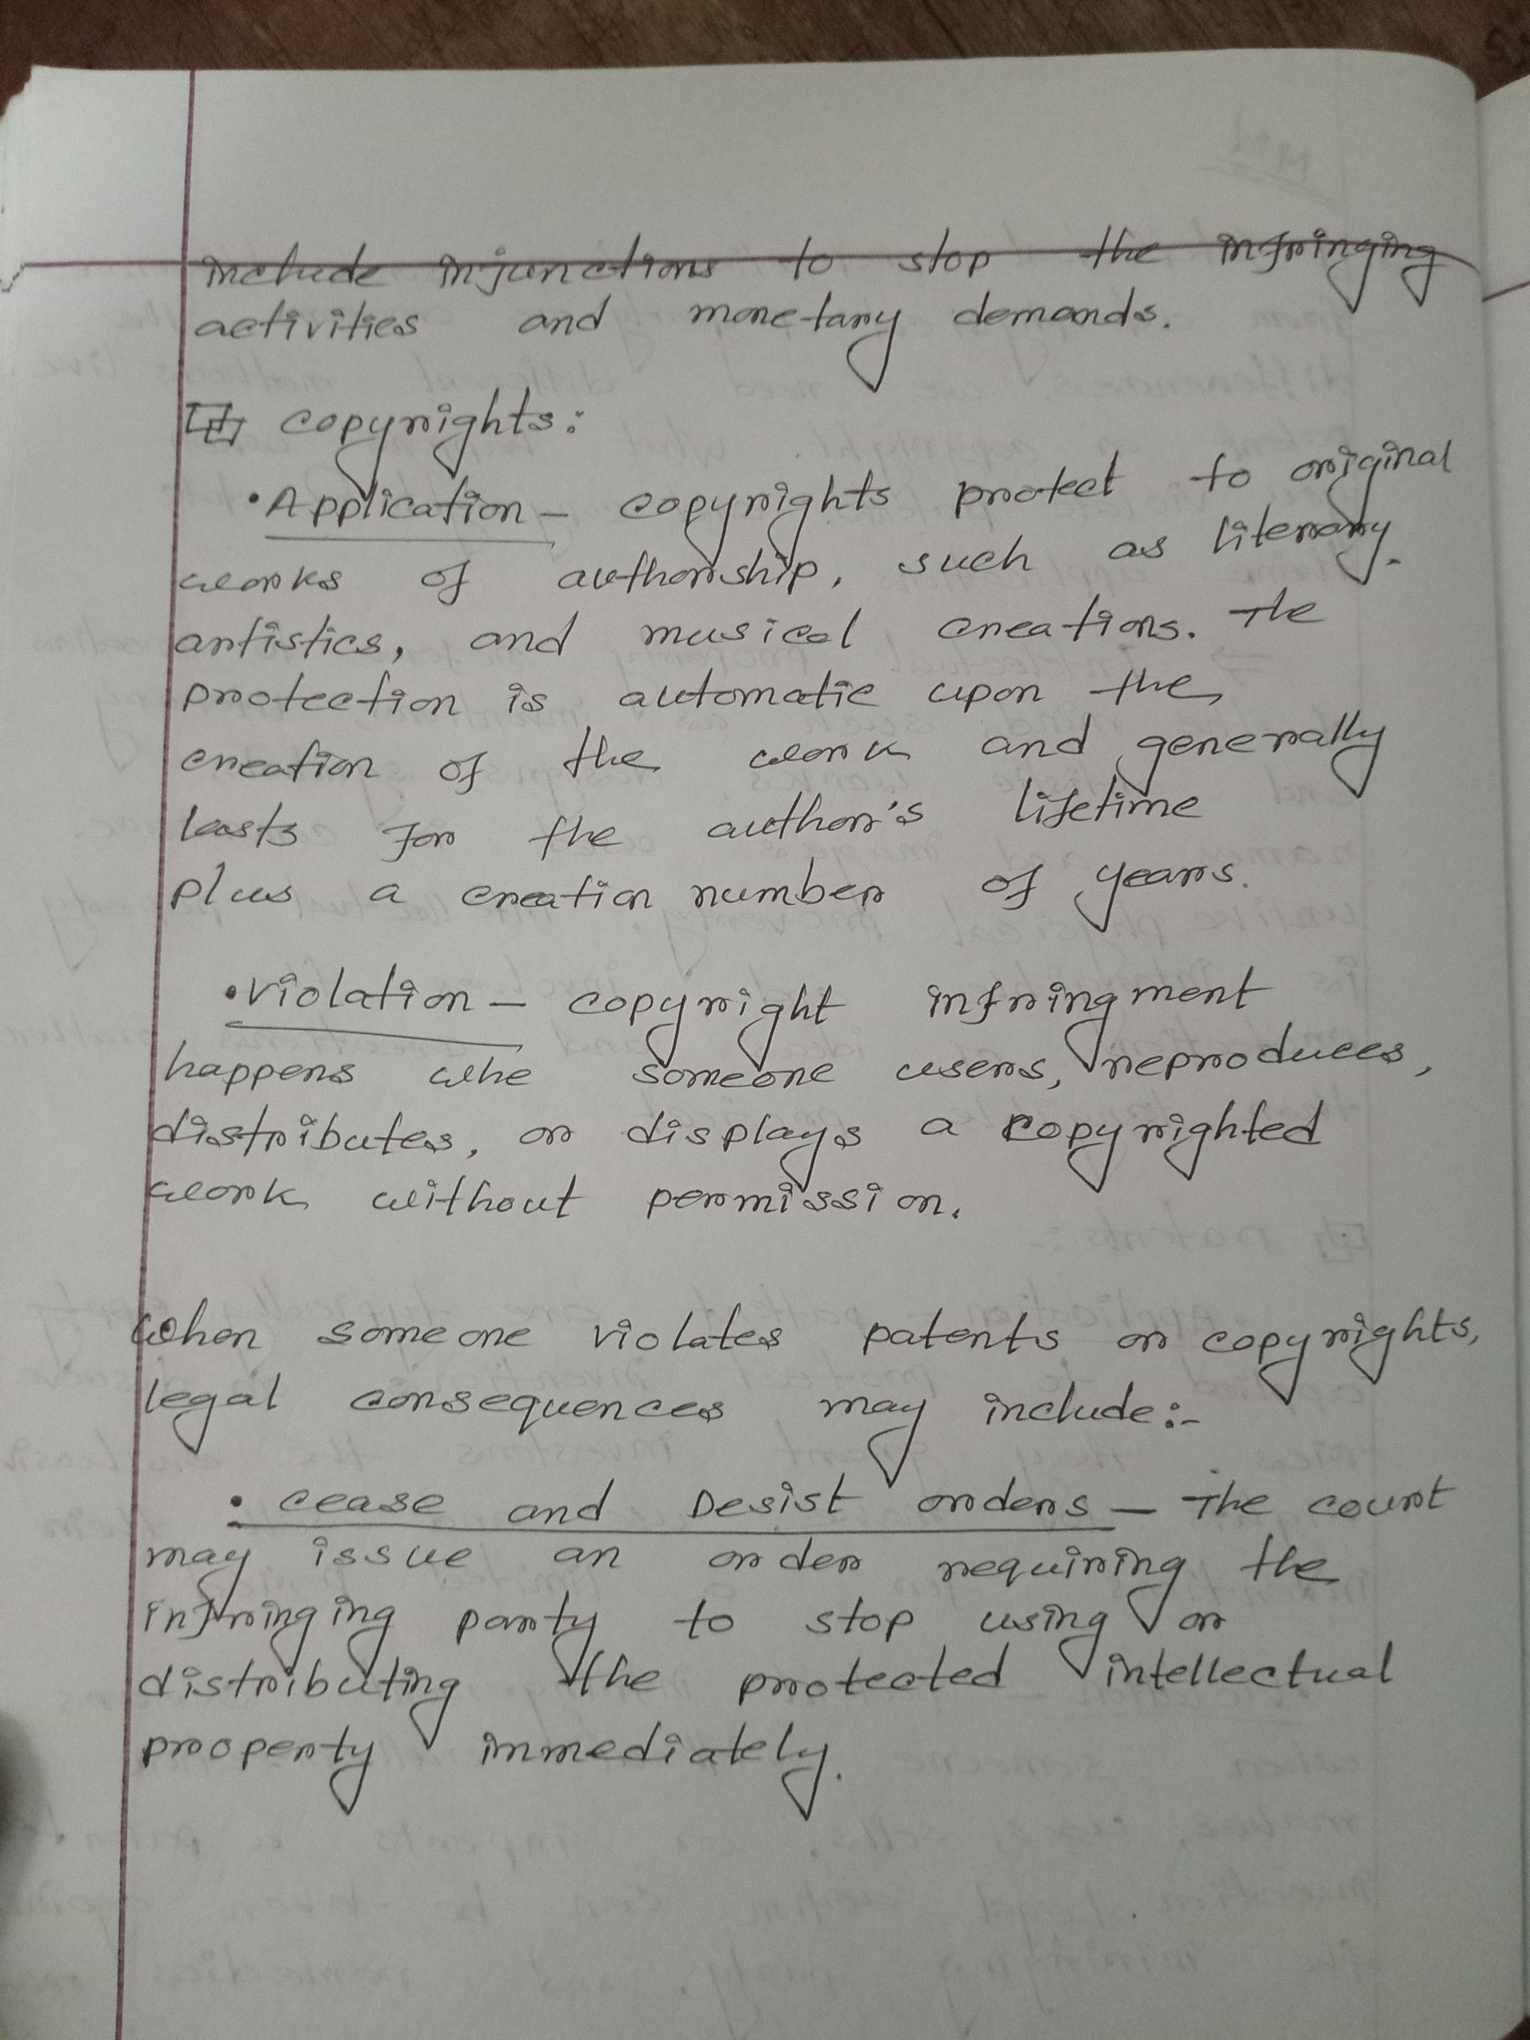 include injunctions to stop the infringing
activities and monetary demands.
copyrights:
• Application – copyrights protect to original
works of authorship, such as literary.
artistics, and musical creations. The
protection is automatic upon the
creation of the work and generally
lasts for the author's lifetime
plus a creation number of years.
• violation – copyright infringment
happens whe someone users, reproduces,
distributes, or displays a copyrighted
work without permission.
When someone violates patents or copyrights,
legal consequences may include:-
• cease and Desist orders – The court
may issue an order requiring the
infringing party to stop using or
distributing the protected intellectual
property immediately.